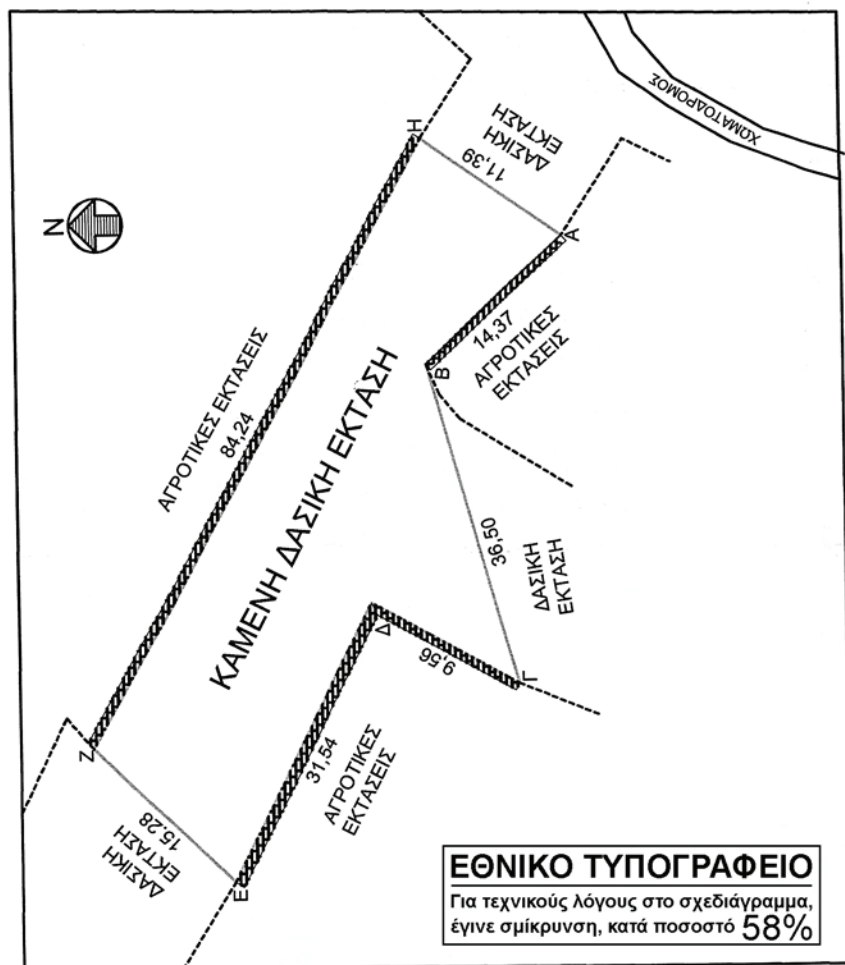 N
ΧΩΜΑΤΟΔΡΟΜΟΣ
Η
ΔΑΣΙΚΗ
ΕΚΤΑΣΗ
11,39
Α
14,37
ΑΓΡΟΤΙΚΕΣ
ΕΚΤΑΣΕΙΣ
Β
ΑΓΡΟΤΙΚΕΣ ΕΚΤΑΣΕΙΣ
84,24
ΚΑΜΕΝΗ ΔΑΣΙΚΗ ΕΚΤΑΣΗ
36,50
ΔΑΣΙΚΗ
ΕΚΤΑΣΗ
Γ
9,56
Δ
31,54
ΑΓΡΟΤΙΚΕΣ
ΕΚΤΑΣΕΙΣ
Ζ
15,28
ΔΑΣΙΚΗ
ΕΚΤΑΣΗ
Ε
ΕΘΝΙΚΟ ΤΥΠΟΓΡΑΦΕΙΟ
Για τεχνικούς λόγους στο σχεδιάγραμμα,
έγινε σμίκρυνση, κατά ποσοστό 58%